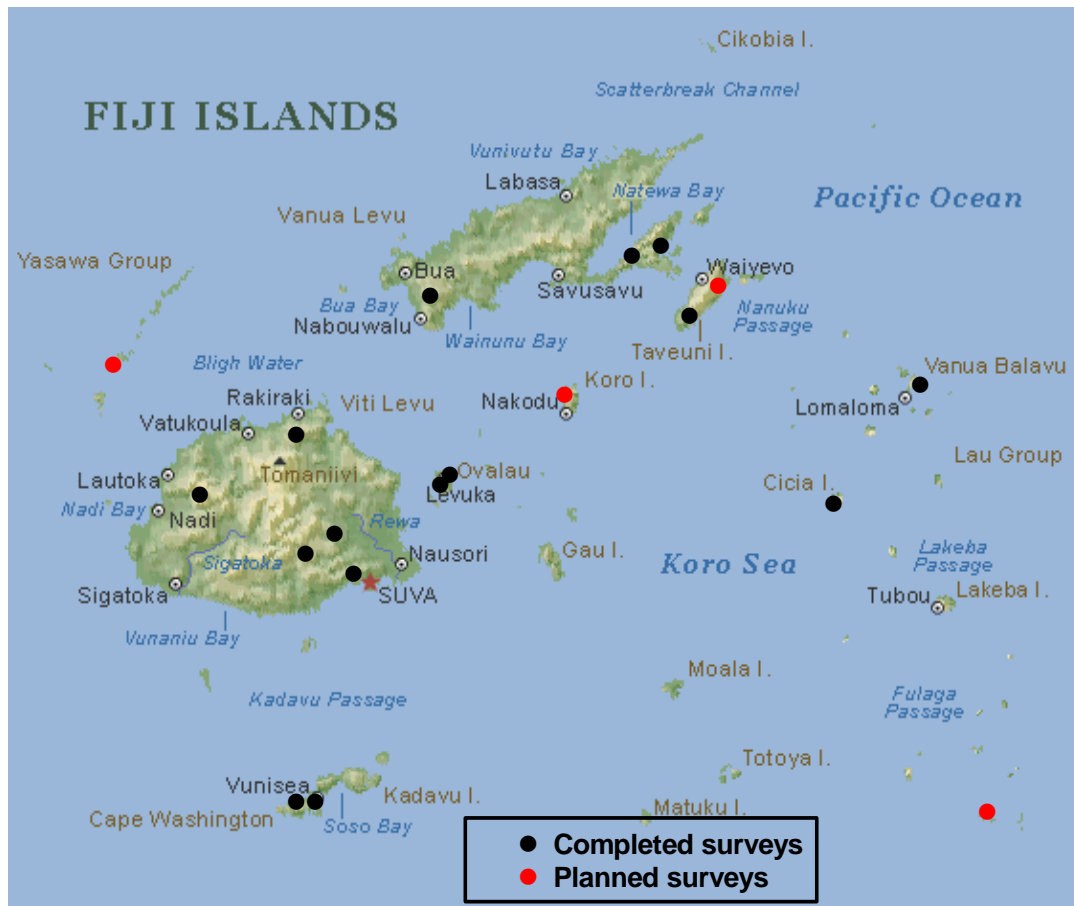 Cikobia I.
Scatterbreak Channel
FIJI ISLANDS
Vunivutu Bay
Labasa
Natewa Bay
Pacific Ocean
Vanua Levu
Yasawa Group
Bua
Waiyevo
Savusavu
Bua Bay
Nabouwalu
Nanuku
Passage
Wainunu Bay
Taveuni I.
Bligh Water
Vanua Balavu
Koro I.
Rakiraki
Viti Levu
Nakodu
Lomaloma
Vatukoula
Lau Group
Tomaniivi
Ovalau
Lautoka
Cicia I.
Levuka
Nadi Bay
Nadi
Rewa
Lakeba
Passage
Nausori
Gau I.
Koro Sea
Sigatoka
Sigatoka
SUVA
Tubou
Lakeba I.
Vunaniu Bay
Moala I.
Kadavu Passage
Fulaga
Passage
Totoya I.
Vunisea
Kadavu I.
Cape Washington
Soso Bay
Matuku I.
Completed surveys
Planned surveys